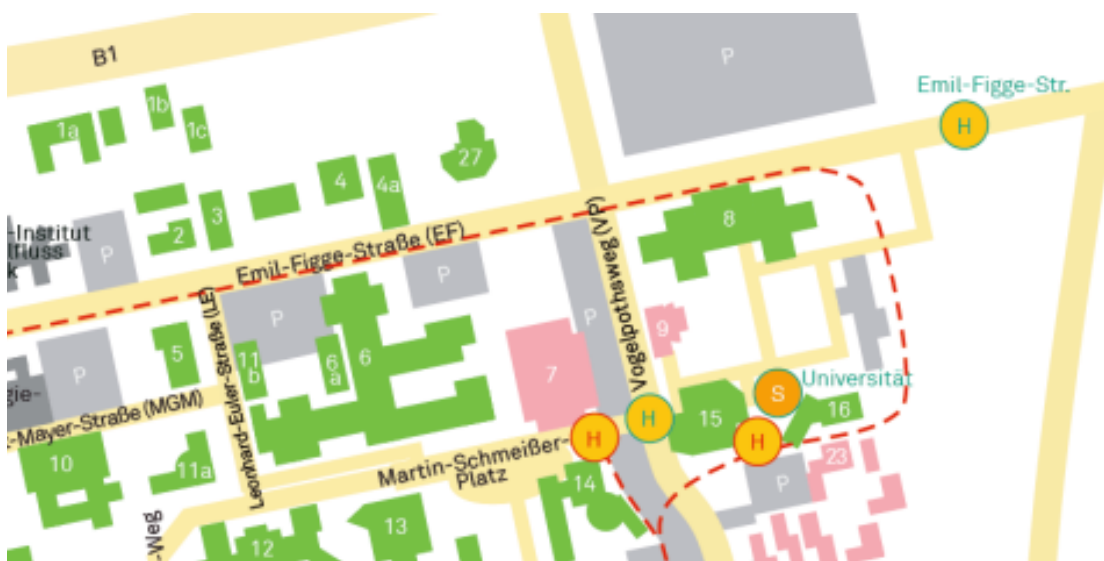 B1
P
Emil-Figge-Str.
H
1a
1b
1c
27
4
4a
3
2
8
-Institut
lfluss
k
P
Emil-Figge-Straße (EF)
P
Vogelpothsweg (VP)
P
P
9
5
Leonhard-Euler-Straße (LE)
11
b
6
a
6
7
P
gie-
-Mayer-Straße (MGM)
S
Universität
H
15
16
H
H
10
11a
Martin-Schmeißer-
Platz
14
23
P
-Weg
12
13